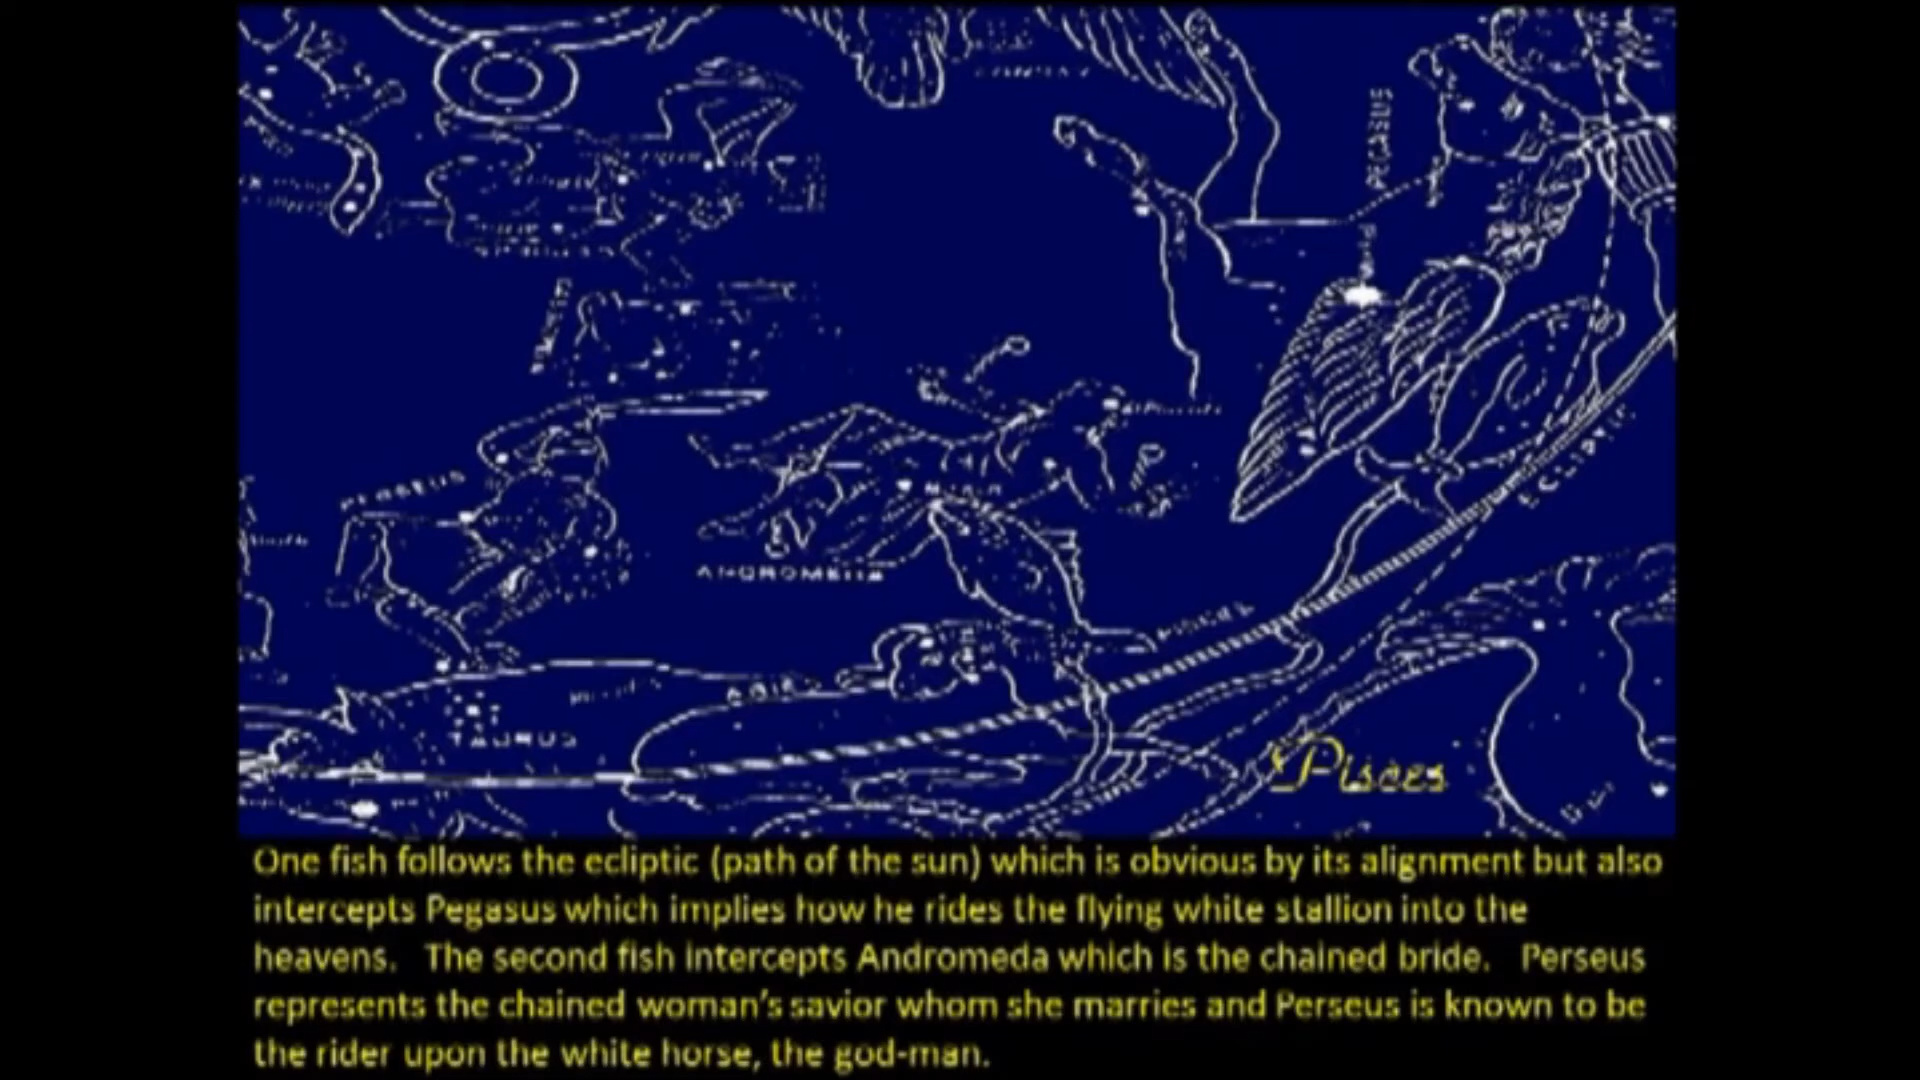 PEGASUS
ECLIPTIC
PERSEUS
ANDROMEDA
PISCES
ARIES
TAURUS
Pisces
One fish follows the ecliptic (path of the sun) which is obvious by its alignment but also
intercepts Pegasus which implies how he rides the flying white stallion into the
heavens.   The second fish intercepts Andromeda which is the chained bride.   Perseus
represents the chained woman's savior whom she marries and Perseus is known to be
the rider upon the white horse, the god-man.